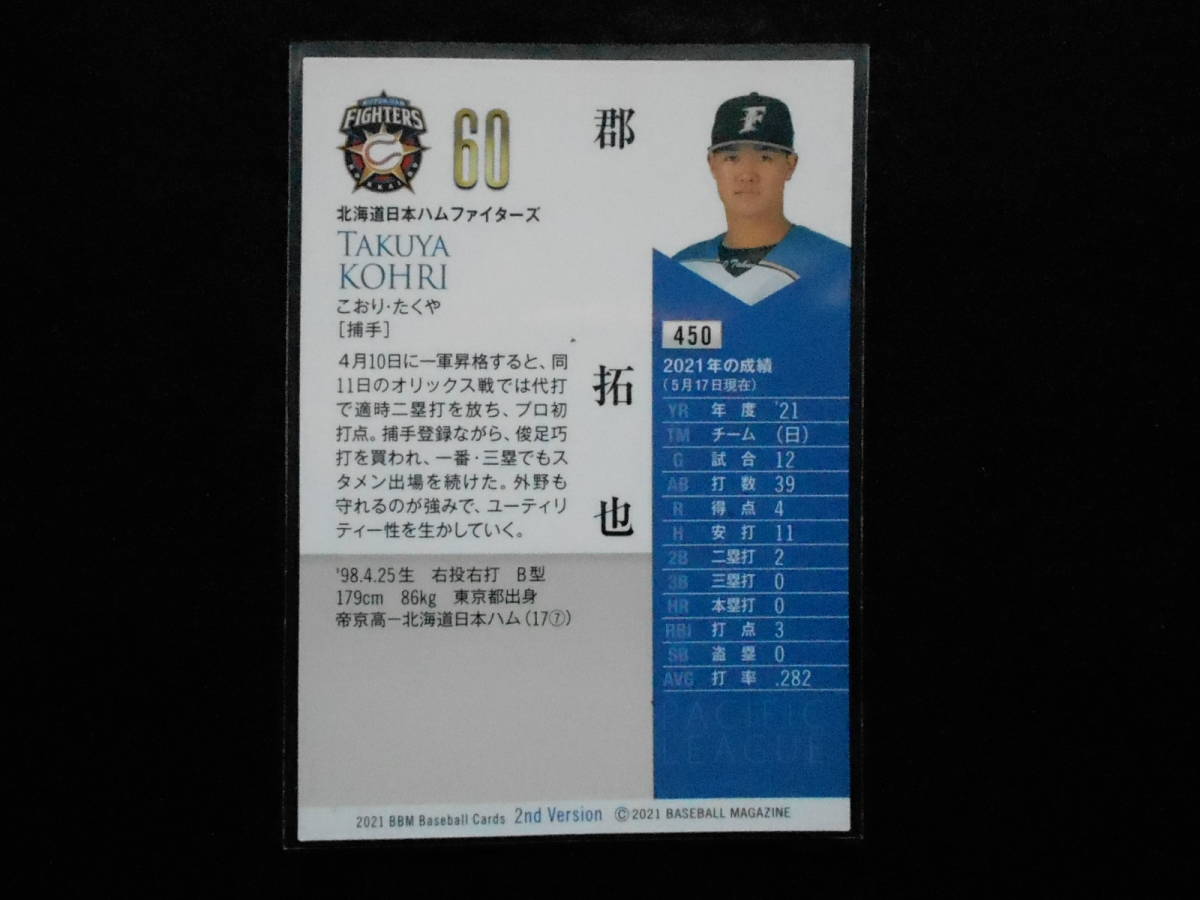 FIGHTERS
60
北海道日本ハムファイターズ
TAKUYA
KOHRI
こおり・たくや
[捕手]
郡拓也
4月10日に一軍昇格すると、同
11日のオリックス戦では代打
で適時二塁打を放ち、プロ初
打点。捕手登録ながら、俊足巧
打を買われ、一番・三塁でもス
タメン出場を続けた。外野も
守れるのが強みで、ユーティリ
ティー性を生かしていく。
'98.4.25生 右投右打 B型
179cm 86kg 東京都出身
帝京高－北海道日本ハム(17⑦)
F
450
2021年の成績
(5月17日現在)
YR 年度 '21
TM チーム (日)
G 試合 12
AB 打数 39
R 得点 4
H 安打 11
2B 二塁打 2
3B 三塁打 0
HR 本塁打 0
RBI 打点 3
SB 盗塁 0
AVG 打率 .282
PACIFIC
LEAGUE
2021 BBM Baseball Cards 2nd Version ©2021 BASEBALL MAGAZINE